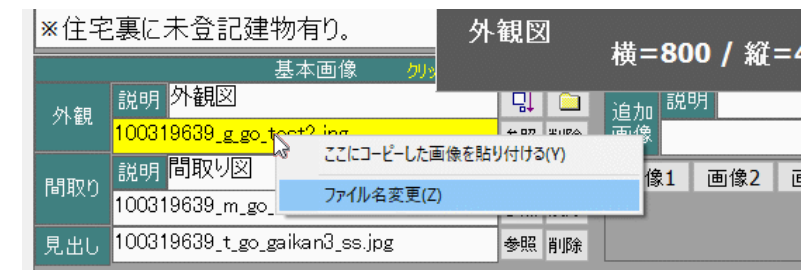 ※住宅裏に未登記建物有り。
外観図
横=800 / 縦=4
基本画像 クリッ
外観 説明 外観図
100319639_g_go_test2.jpg 参照 削除
追加画像 説明
ここにコーピーした画像を貼り付ける(Y)
ファイル名変更(Z)
間取り 説明 間取り図
100319639_m_go_
像1 画像2
見出し 100319639_t_go_gaikan3_ss.jpg 参照 削除